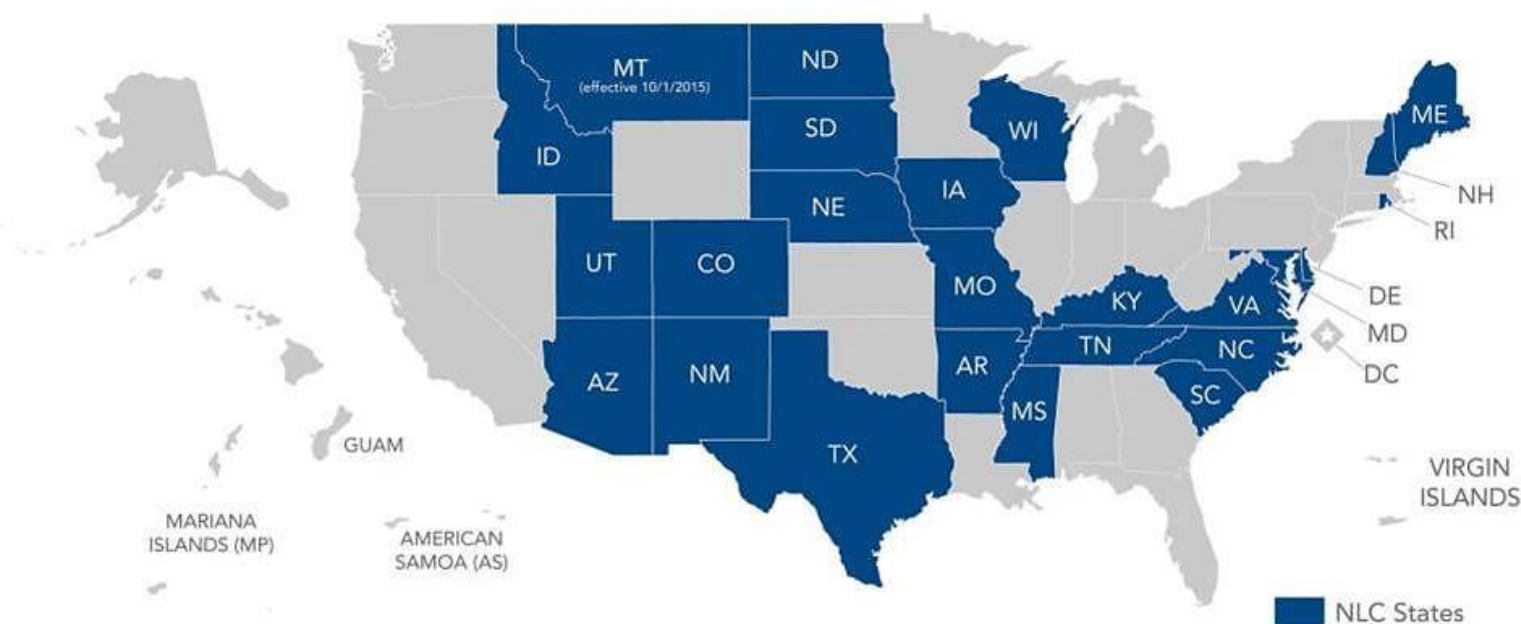 MT
(effective 10/1/2015)
ND
SD
ID
WI
ME
NH
RI
IA
NE
UT
CO
MO
KY
VA
DE
MD
DC
AZ
NM
AR
TN
NC
SC
MS
TX
GUAM
MARIANA
ISLANDS (MP)
AMERICAN
SAMOA (AS)
VIRGIN
ISLANDS
NLC States